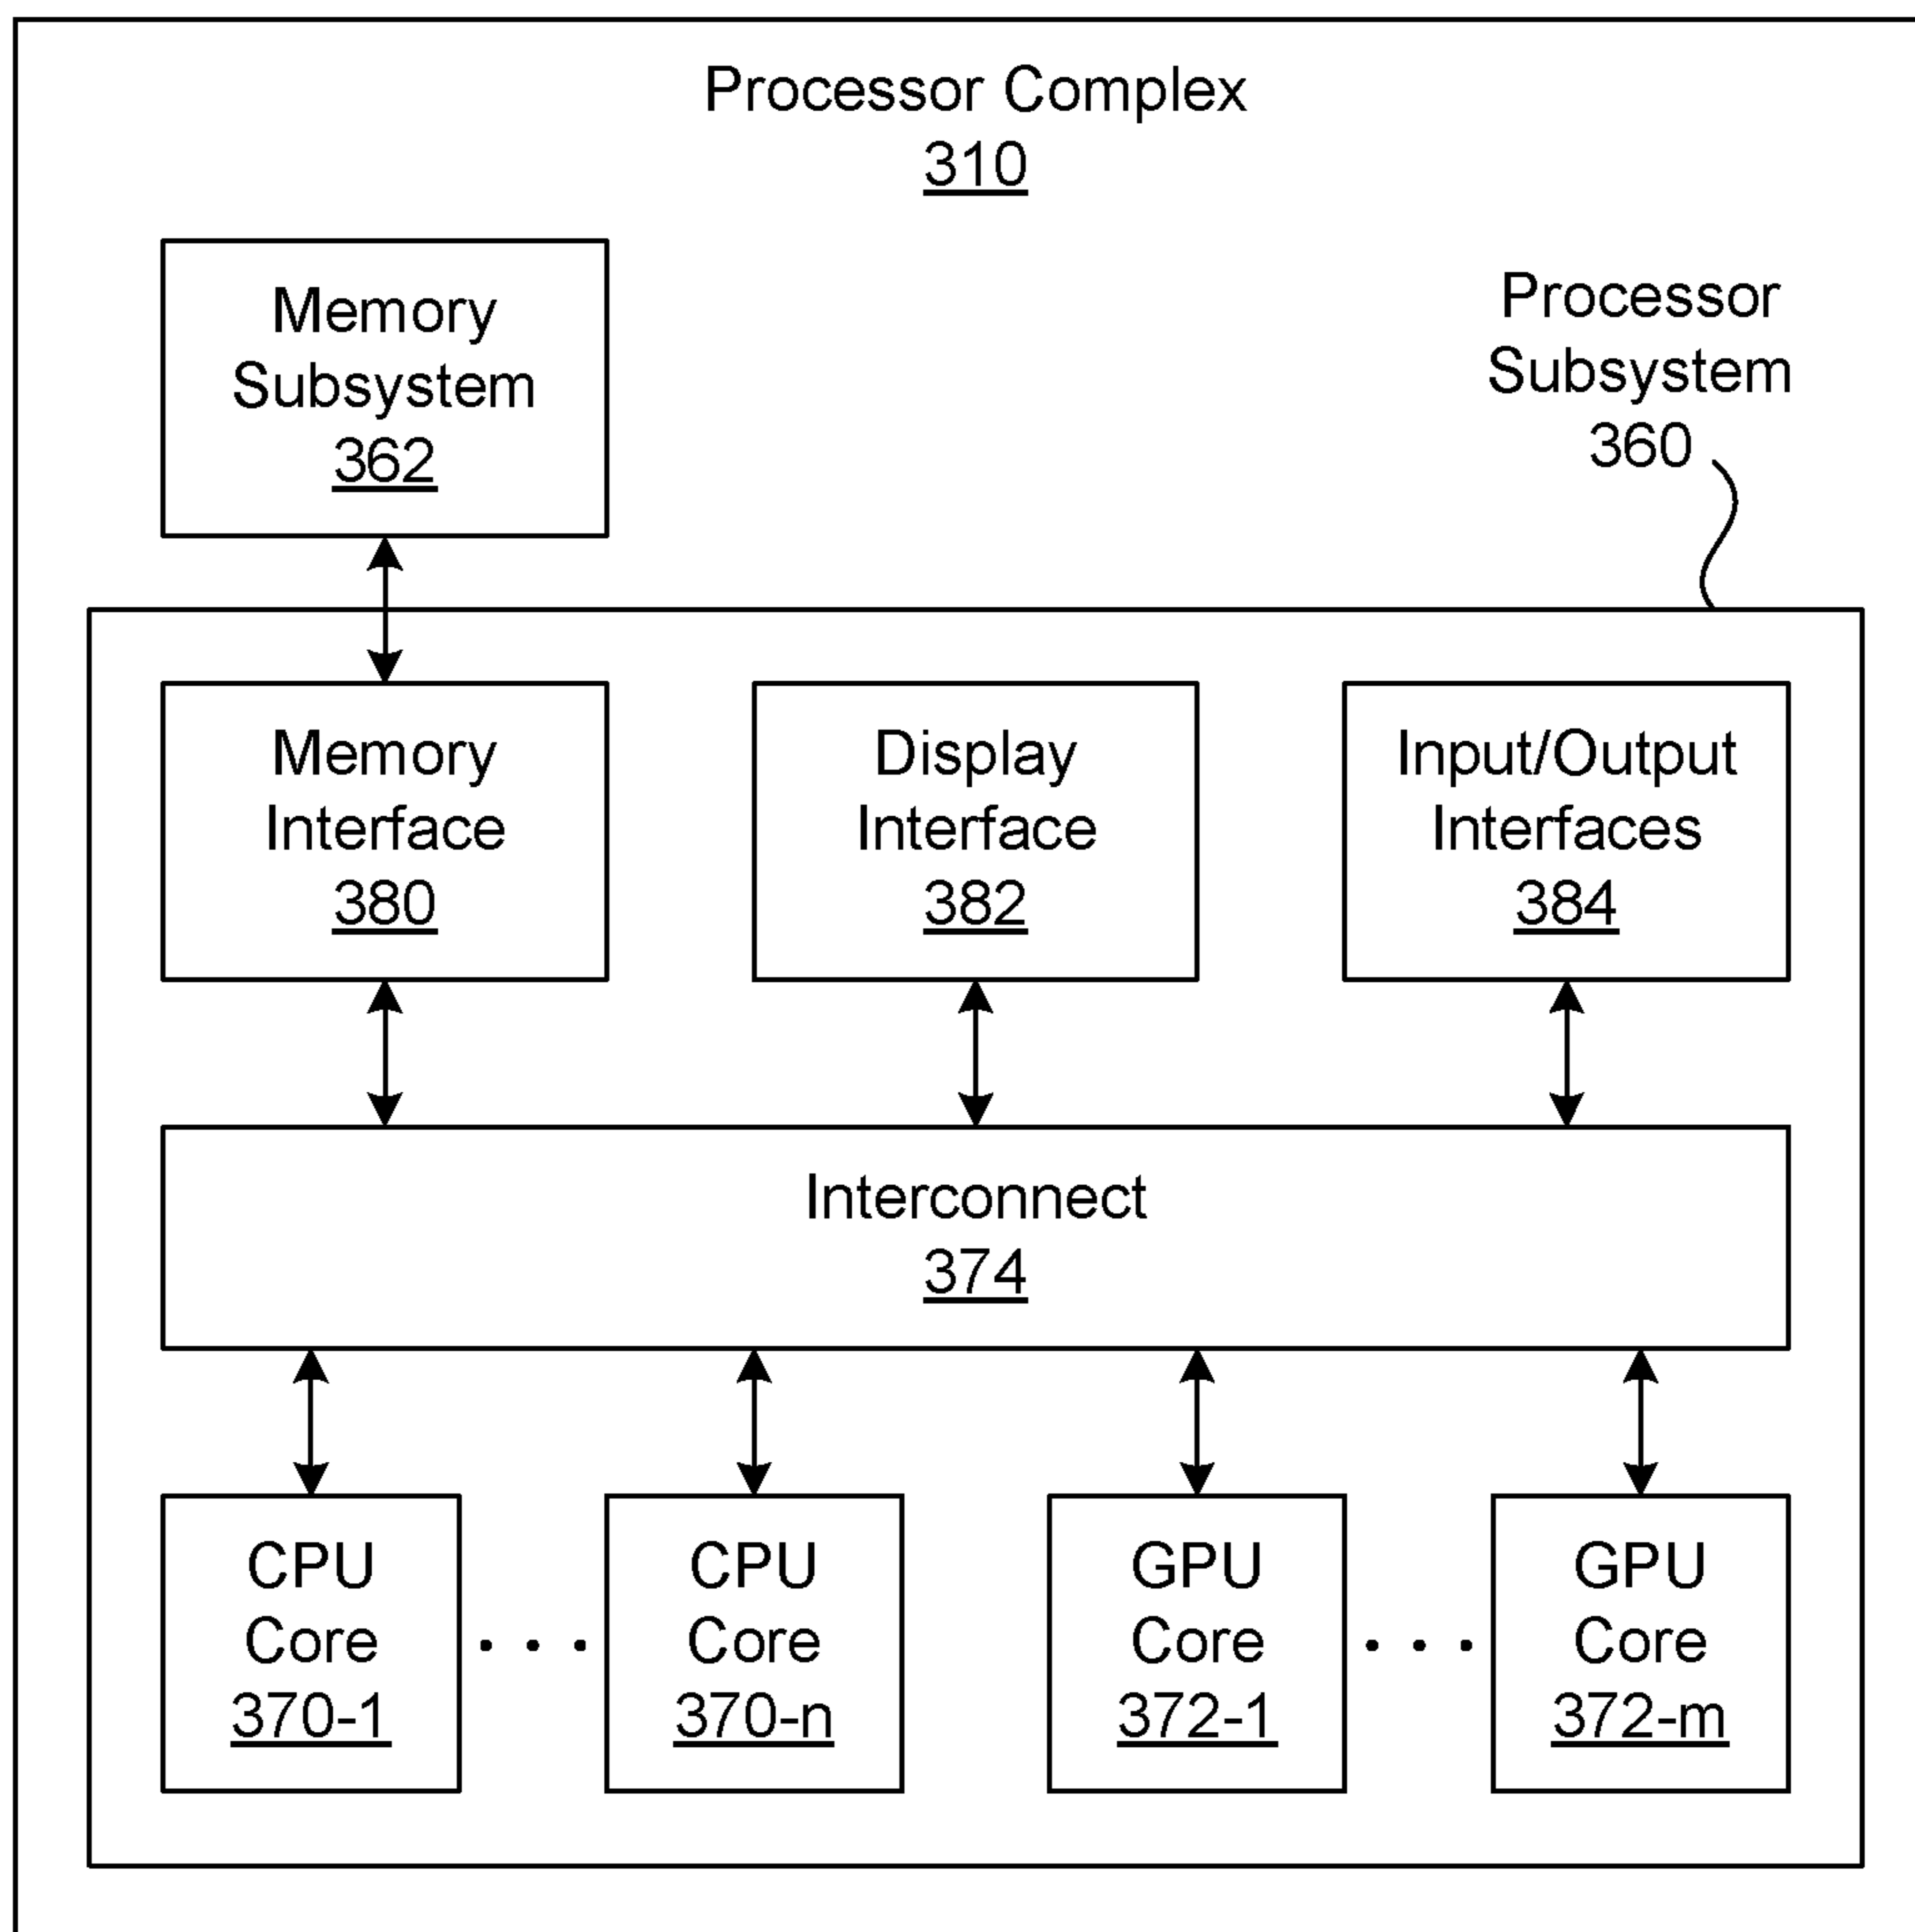 Processor Complex
310
Memory
Subsystem
362
Processor
Subsystem
360
Memory
Interface
380
Display
Interface
382
Input/Output
Interfaces
384
Interconnect
374
CPU
Core
370-1
. . .
CPU
Core
370-n
GPU
Core
372-1
. . .
GPU
Core
372-m